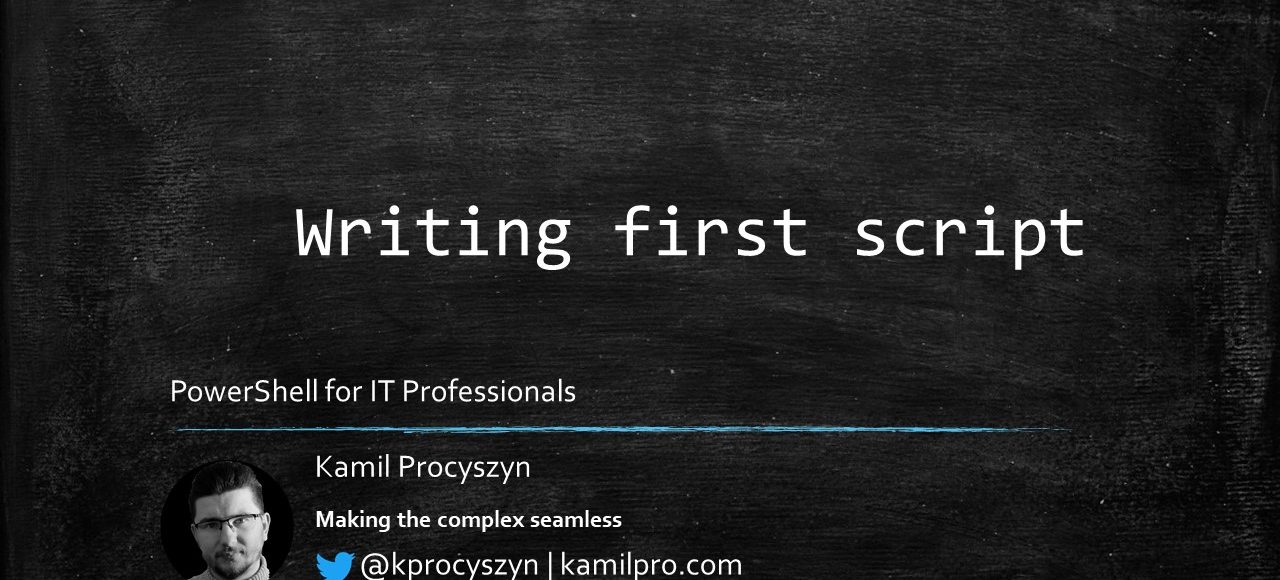 Writing first script
PowerShell for IT Professionals
Kamil Procyszyn
Making the complex seamless
@kprocyszyn | kamilpro.com